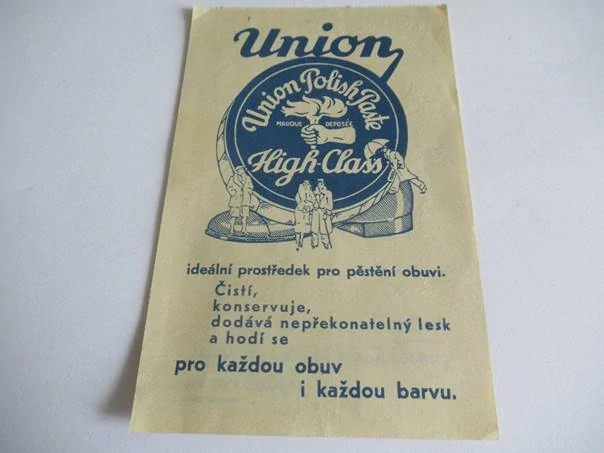 Union
Union Polish Paste
MARQUE DEPOSÉE
High-Class
ideální prostředek pro pěstění obuvi.
Čistí,
konservuje,
dodává nepřekonatelný lesk
a hodí se
pro každou obuv
i každou barvu.